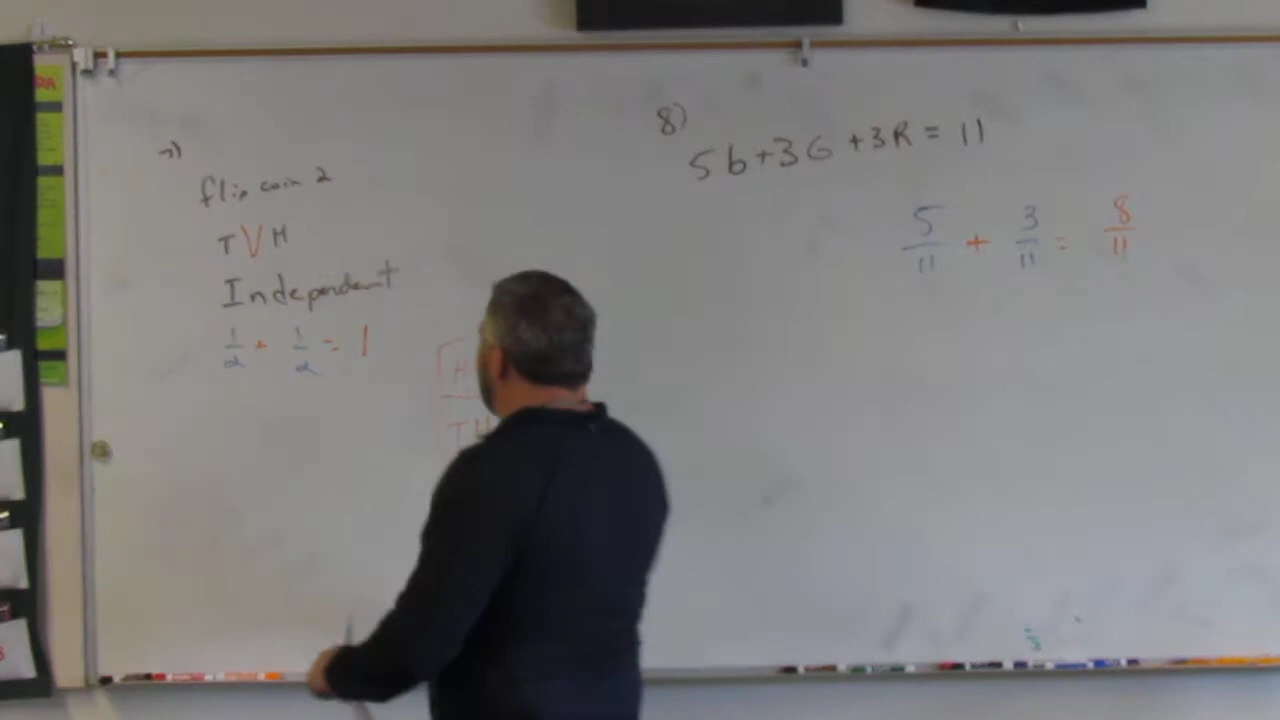 7)
flip coin 2
T V H
Independent
1/2 + 1/2 = 1
H
TH
8)
5b+3G+3R = 11
5/11 + 3/11 = 8/11